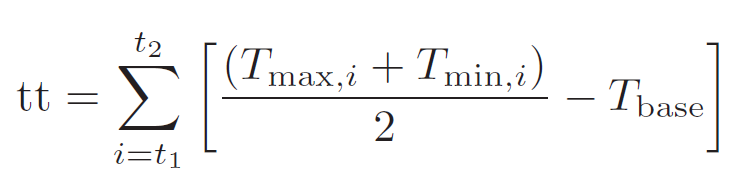 tt = \sum_{i=t_1}^{t_2} \left[ \frac{(T_{\max,i} + T_{\min,i})}{2} - T_{\text{base}} \right]